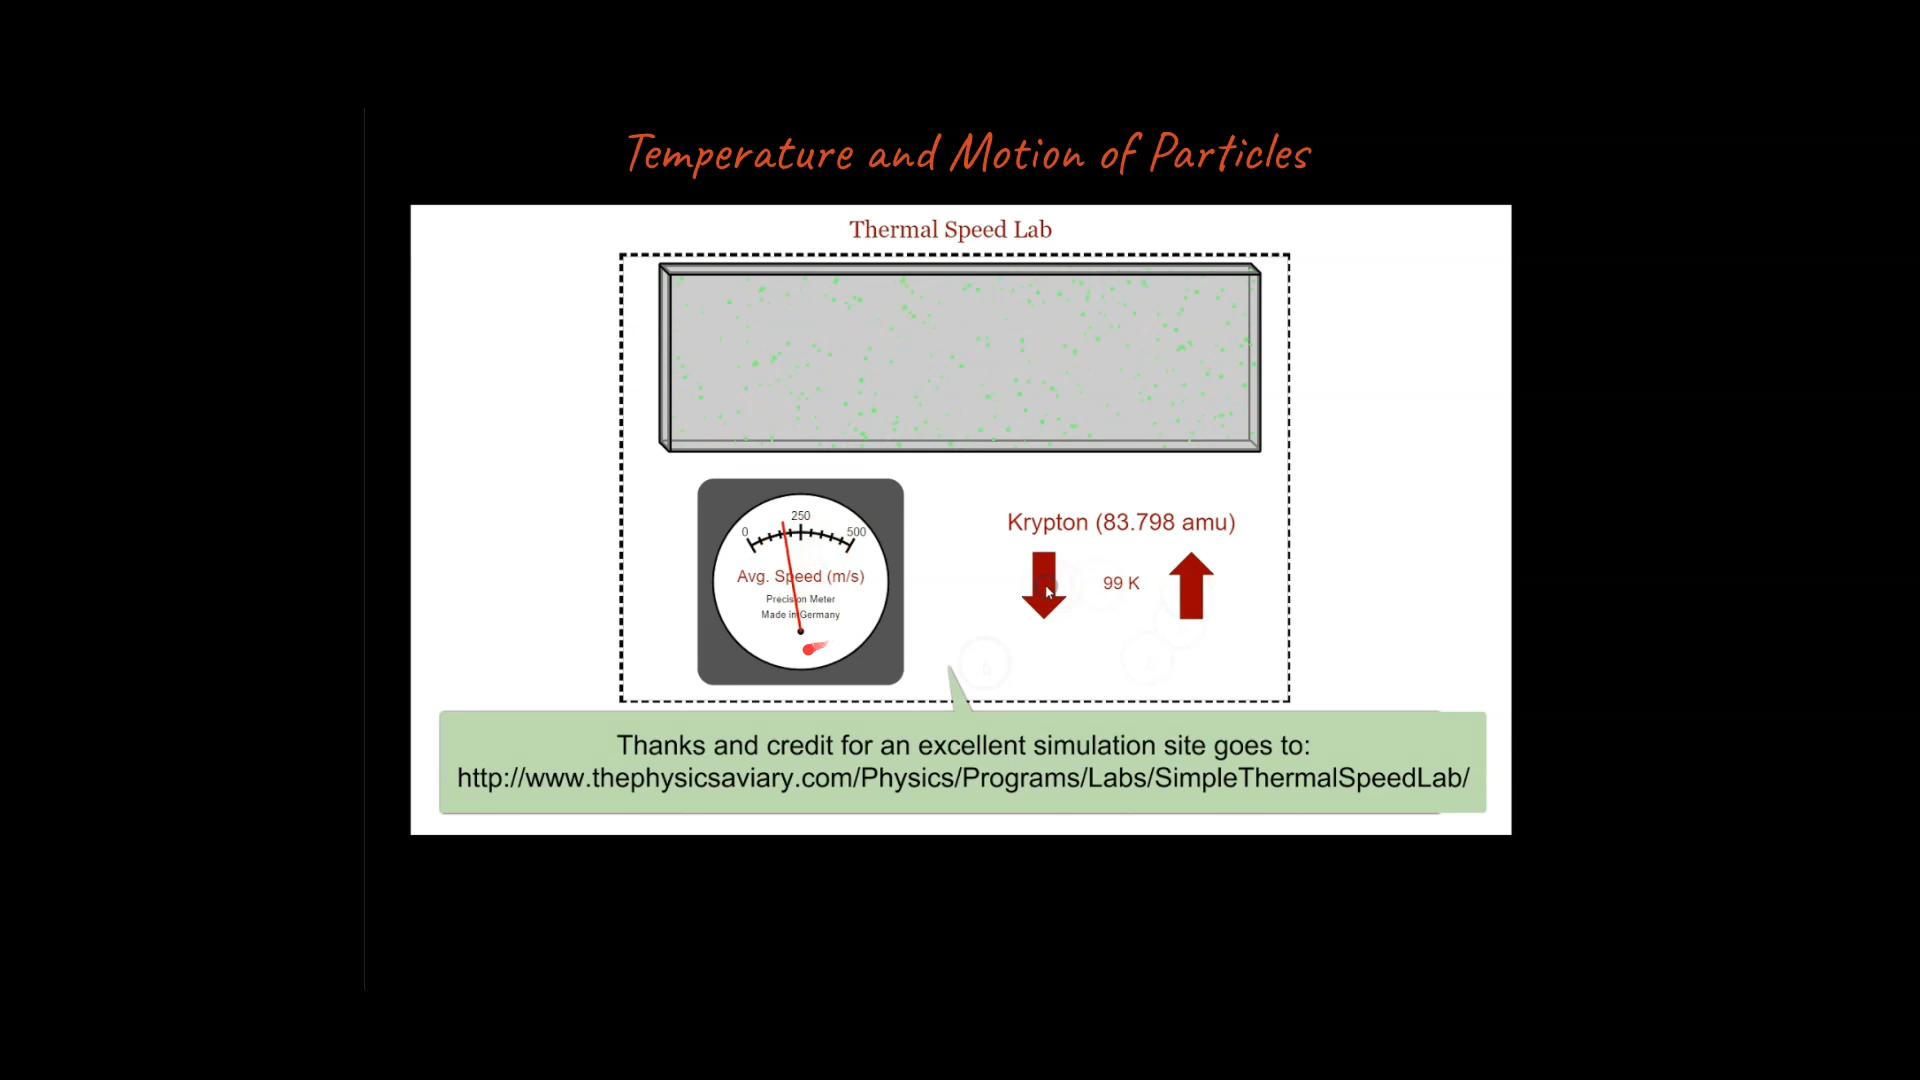 Temperature and Motion of Particles
Thermal Speed Lab
0 250 500
Avg. Speed (m/s)
Precision Meter
Made in Germany
Krypton (83.798 amu)
99 K
Thanks and credit for an excellent simulation site goes to:
http://www.thephysicsaviary.com/Physics/Programs/Labs/SimpleThermalSpeedLab/